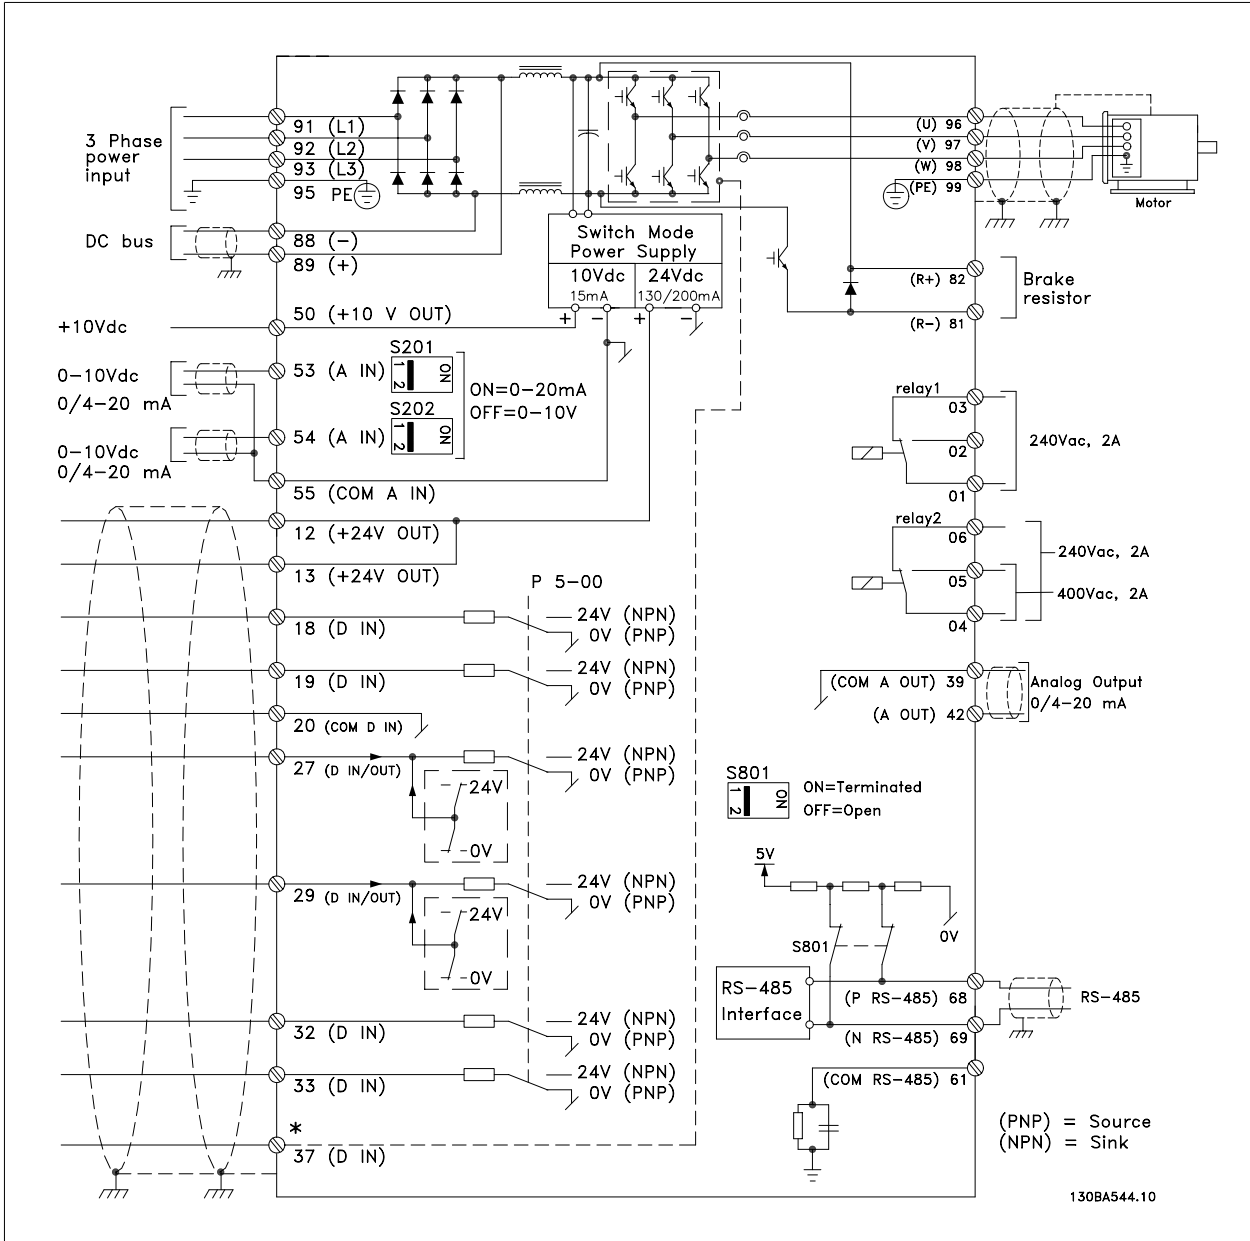 3 Phase
power
input
91 (L1)
92 (L2)
93 (L3)
95 PE
DC bus
88 (−)
89 (+)
+10Vdc
50 (+10 V OUT)
0−10Vdc
0/4−20 mA
53 (A IN)
S201
1
2
ON
0−10Vdc
0/4−20 mA
54 (A IN)
S202
1
2
ON
ON=0−20mA
OFF=0−10V
55 (COM A IN)
12 (+24V OUT)
13 (+24V OUT)
P 5−00
18 (D IN)
24V (NPN)
0V (PNP)
19 (D IN)
24V (NPN)
0V (PNP)
20 (COM D IN)
27 (D IN/OUT)
24V (NPN)
0V (PNP)
24V
0V
29 (D IN/OUT)
24V (NPN)
0V (PNP)
24V
0V
32 (D IN)
24V (NPN)
0V (PNP)
33 (D IN)
24V (NPN)
0V (PNP)
*
37 (D IN)
Switch Mode
Power Supply
10Vdc
15mA
24Vdc
130/200mA
+ − + −
(U) 96
(V) 97
(W) 98
(PE) 99
Motor
(R+) 82
(R−) 81
Brake
resistor
relay1
03
02
01
240Vac, 2A
relay2
06
05
04
240Vac, 2A
400Vac, 2A
(COM A OUT) 39
(A OUT) 42
Analog Output
0/4−20 mA
S801
1
2
ON
ON=Terminated
OFF=Open
5V
S801
0V
RS−485
Interface
(P RS−485) 68
(N RS−485) 69
RS−485
(COM RS−485) 61
(PNP) = Source
(NPN) = Sink
130BA544.10